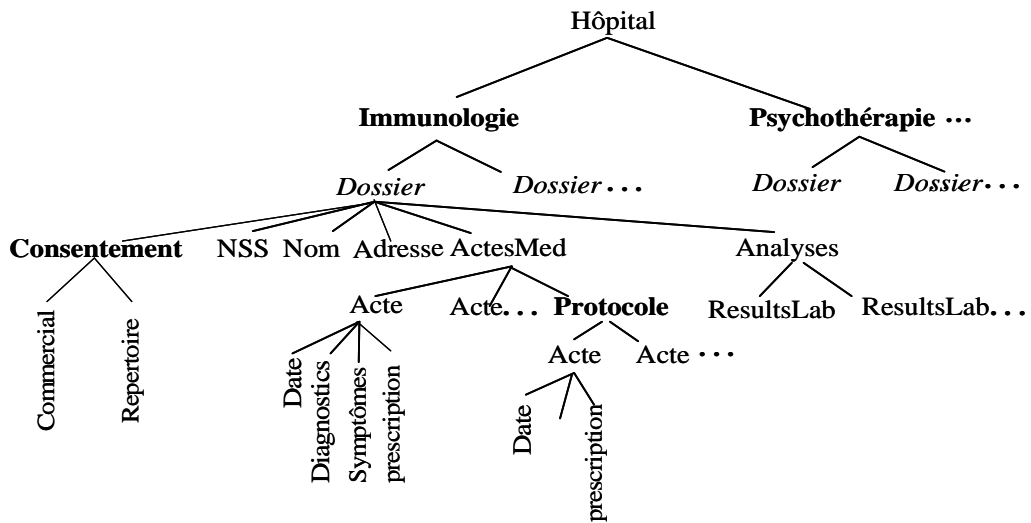 Hôpital
Immunologie Psychothérapie ...
Dossier Dossier ... Dossier Dossier ...
Consentement NSS Nom Adresse ActesMed Analyses
Acte Acte... Protocole ResultsLab ResultsLab...
Acte Acte ...
Commercial
Repertoire
Date
Diagnostics
Symptômes
prescription
Date
prescription